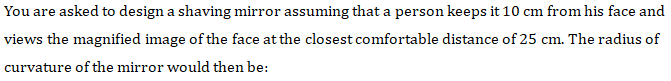 You are asked to design a shaving mirror assuming that a person keeps it 10 cm from his face and
views the magnified image of the face at the closest comfortable distance of 25 cm. The radius of
curvature of the mirror would then be: